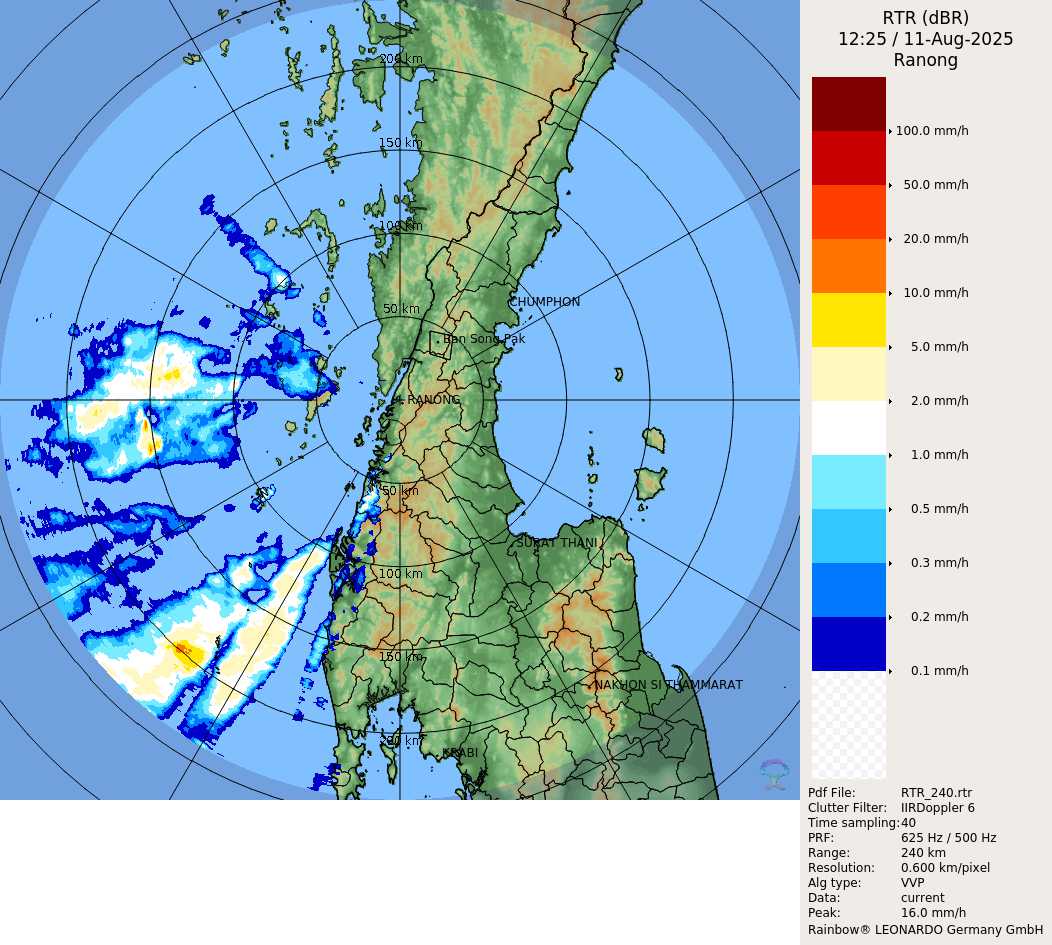 RTR (dBR)
12:25 / 11-Aug-2025
Ranong
200 km
150 km
100 km
50 km
CHUMPHON
Ban Song Pak
RANONG
50 km
SURAT THANI
100 km
150 km
NAKHON SI THAMMARAT
200 km
KRABI
100.0 mm/h
50.0 mm/h
20.0 mm/h
10.0 mm/h
5.0 mm/h
2.0 mm/h
1.0 mm/h
0.5 mm/h
0.3 mm/h
0.2 mm/h
0.1 mm/h
Pdf File: RTR_240.rtr
Clutter Filter: IIRDoppler 6
Time sampling:40
PRF: 625 Hz / 500 Hz
Range: 240 km
Resolution: 0.600 km/pixel
Alg type: VVP
Data: current
Peak: 16.0 mm/h
Rainbow® LEONARDO Germany GmbH